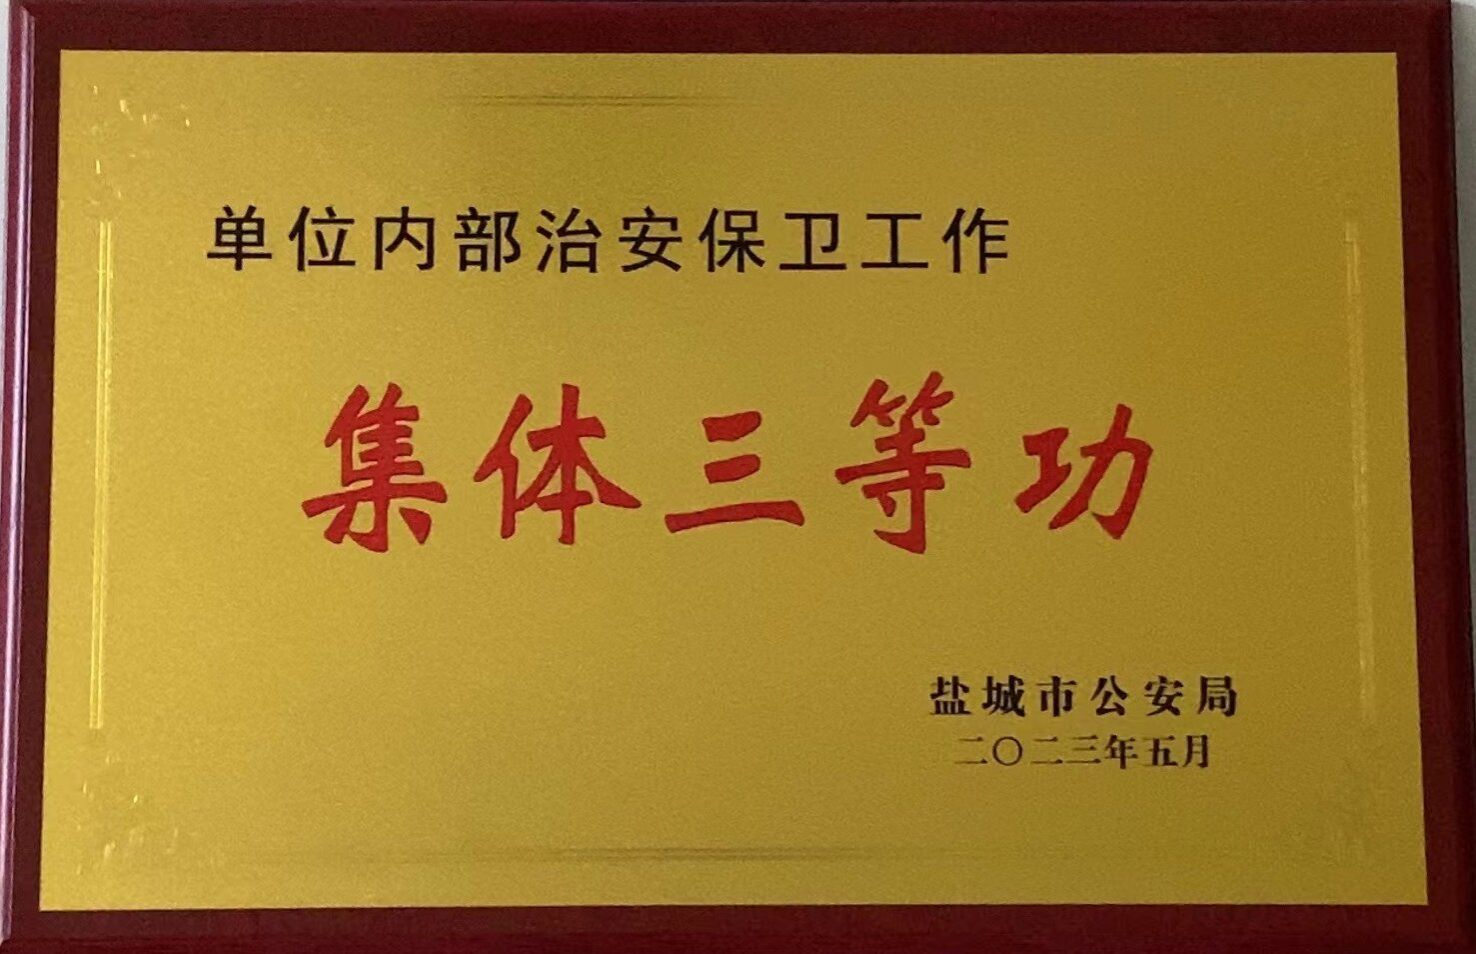 单位内部治安保卫工作
集体三等功
盐城市公安局
二〇二三年五月